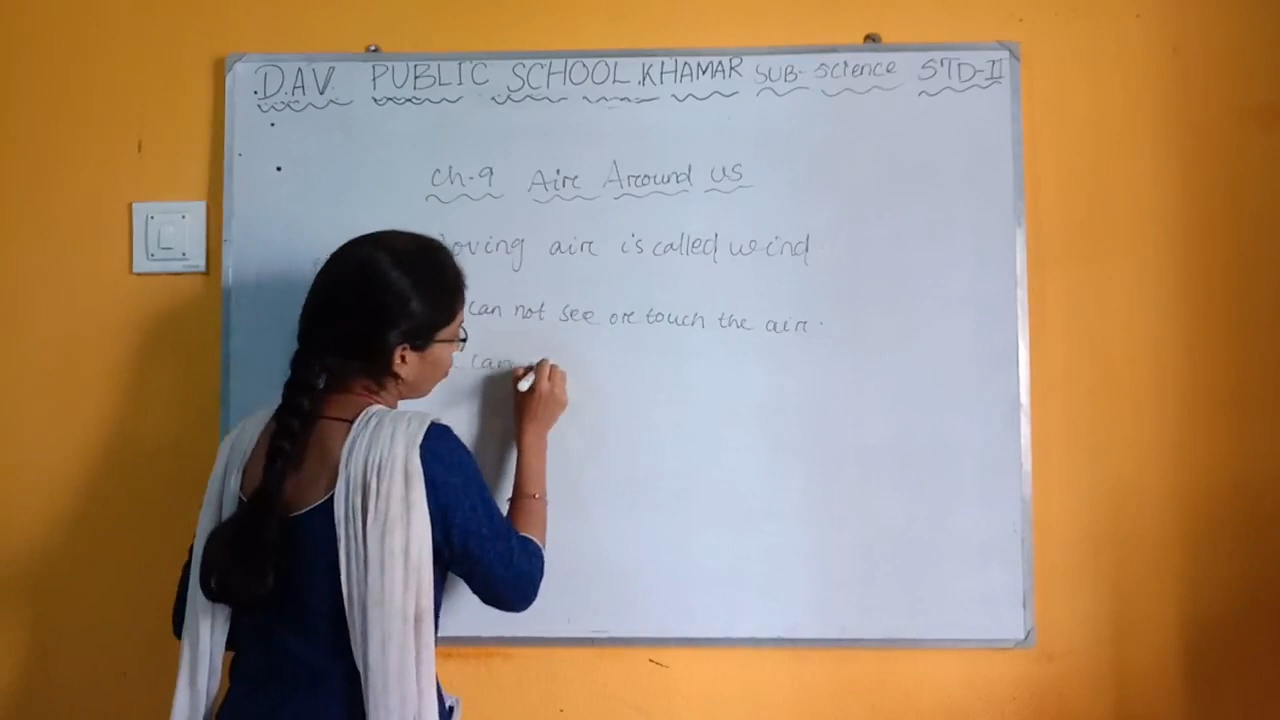 D.A.V. PUBLIC SCHOOL, KHAMAR SUB- Science STD-II
Ch-9 Air Around us
oving air is called wind
can not see or touch the air.